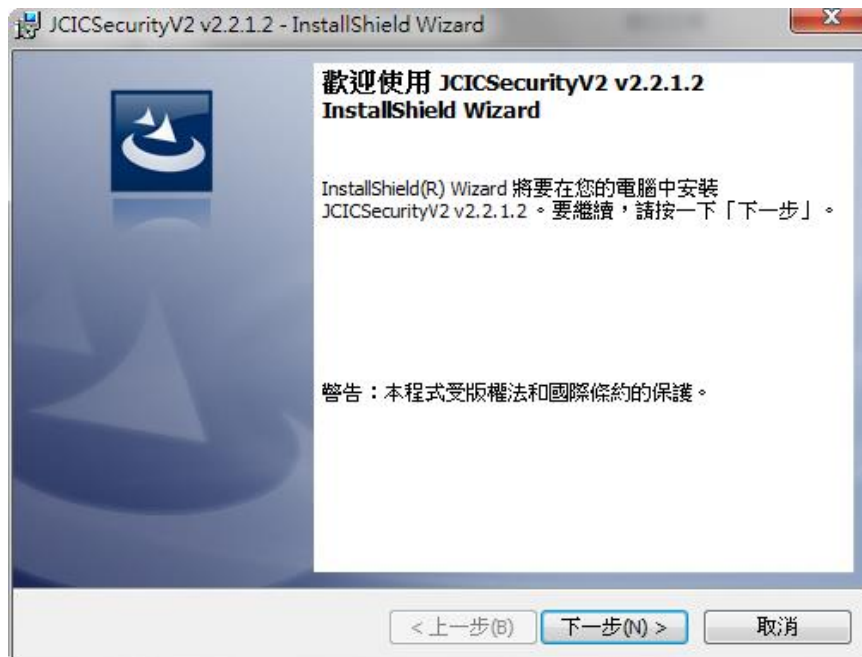 JCICSecurityV2 v2.2.1.2 - InstallShield Wizard
歡迎使用 JCICSecurityV2 v2.2.1.2
InstallShield Wizard
InstallShield(R) Wizard 將要在您的電腦中安裝
JCICSecurityV2 v2.2.1.2。要繼續，請按一下「下一步」。
警告：本程式受版權法和國際條約的保護。
< 上一步(B)
下一步(N) >
取消